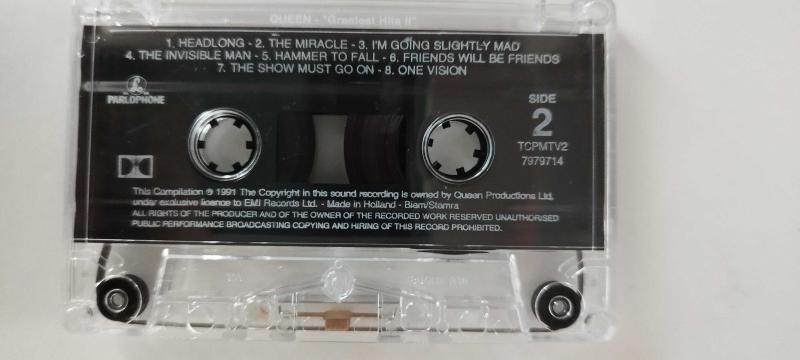 QUEEN - "Greatest Hits II"
1. HEADLONG - 2. THE MIRACLE - 3. I'M GOING SLIGHTLY MAD
4. THE INVISIBLE MAN - 5. HAMMER TO FALL - 6. FRIENDS WILL BE FRIENDS
7. THE SHOW MUST GO ON - 8. ONE VISION
PARLOPHONE
SIDE
2
TCPMTV2
7979714
This Compilation ℗ 1991 The Copyright in this sound recording is owned by Queen Productions Ltd.
under exclusive licence to EMI Records Ltd. - Made in Holland - Biem/Stemra
ALL RIGHTS OF THE PRODUCER AND OF THE OWNER OF THE RECORDED WORK RESERVED UNAUTHORISED
PUBLIC PERFORMANCE BROADCASTING COPYING AND HIRING OF THIS RECORD PROHIBITED.